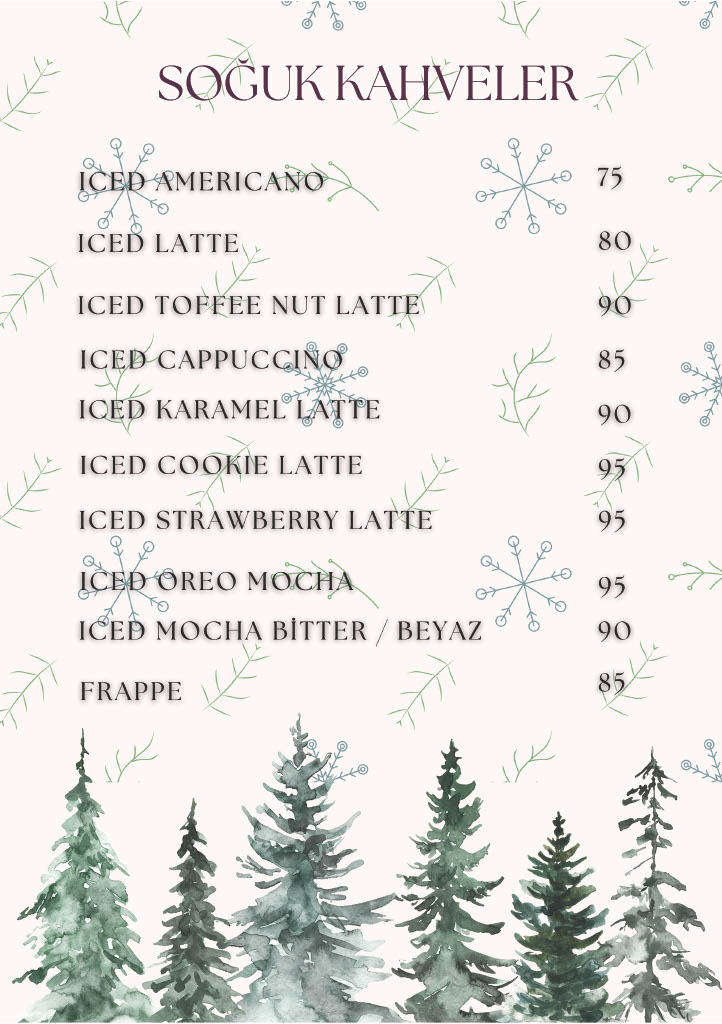 SOĞUK KAHVELER
ICED AMERICANO 75
ICED LATTE 80
ICED TOFFEE NUT LATTE 90
ICED CAPPUCCINO 85
ICED KARAMEL LATTE 90
ICED COOKIE LATTE 95
ICED STRAWBERRY LATTE 95
ICED OREO MOCHA 95
ICED MOCHA BİTTER / BEYAZ 90
FRAPPE 85